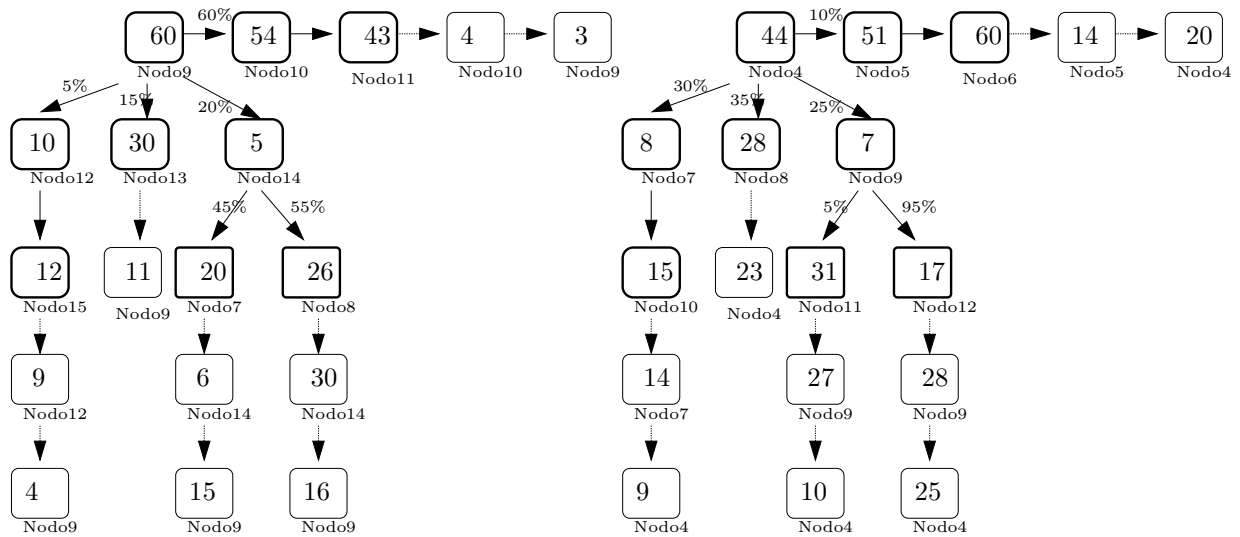 60% 10%
60 54 43 4 3 44 51 60 14 20
Nodo9 Nodo10 Nodo11 Nodo10 Nodo9 Nodo4 Nodo5 Nodo6 Nodo5 Nodo4
5% 15% 20% 30% 35% 25%
10 30 5 8 28 7
Nodo12 Nodo13 Nodo14 Nodo7 Nodo8 Nodo9
45% 55% 5% 95%
12 11 20 26 15 23 31 17
Nodo15 Nodo9 Nodo7 Nodo8 Nodo10 Nodo4 Nodo11 Nodo12
9 6 30 14 27 28
Nodo12 Nodo14 Nodo14 Nodo7 Nodo9 Nodo9
4 15 16 9 10 25
Nodo9 Nodo9 Nodo9 Nodo4 Nodo4 Nodo4